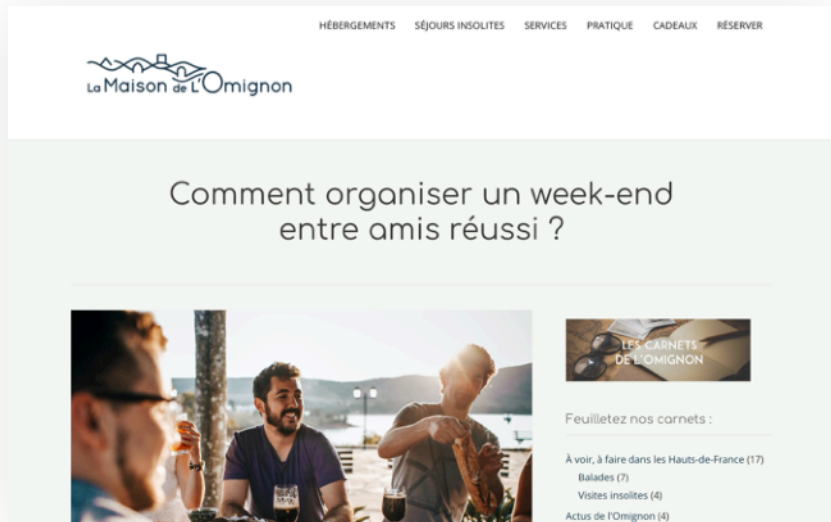 HÉBERGEMENTS SÉJOURS INSOLITES SERVICES PRATIQUE CADEAUX RÉSERVER
La Maison de L'Omignon
Comment organiser un week-end
entre amis réussi ?
LES CARNETS
DE L'OMIGNON
Feuilletez nos carnets :
À voir, à faire dans les Hauts-de-France (17)
Balades (7)
Visites insolites (4)
Actus de l'Omignon (4)